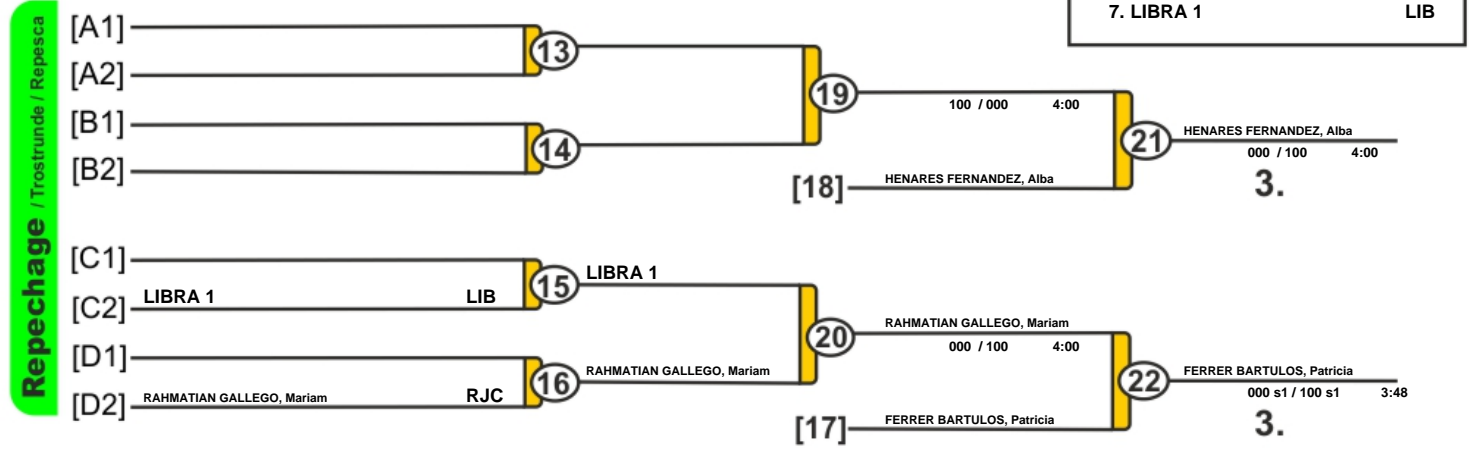 7. LIBRA 1 LIB
Repechage / Trostrunde / Repesca
[A1]
13
[A2]
19
100 / 000 4:00
[B1]
21
HENARES FERNANDEZ, Alba
000 / 100 4:00
14
[B2]
[18] HENARES FERNANDEZ, Alba
3.
[C1]
15
LIBRA 1
[C2] LIBRA 1 LIB
20
RAHMATIAN GALLEGO, Mariam
000 / 100 4:00
[D1]
16
RAHMATIAN GALLEGO, Mariam
22
FERRER BARTULOS, Patricia
000 s1 / 100 s1 3:48
[D2] RAHMATIAN GALLEGO, Mariam RJC
[17] FERRER BARTULOS, Patricia
3.